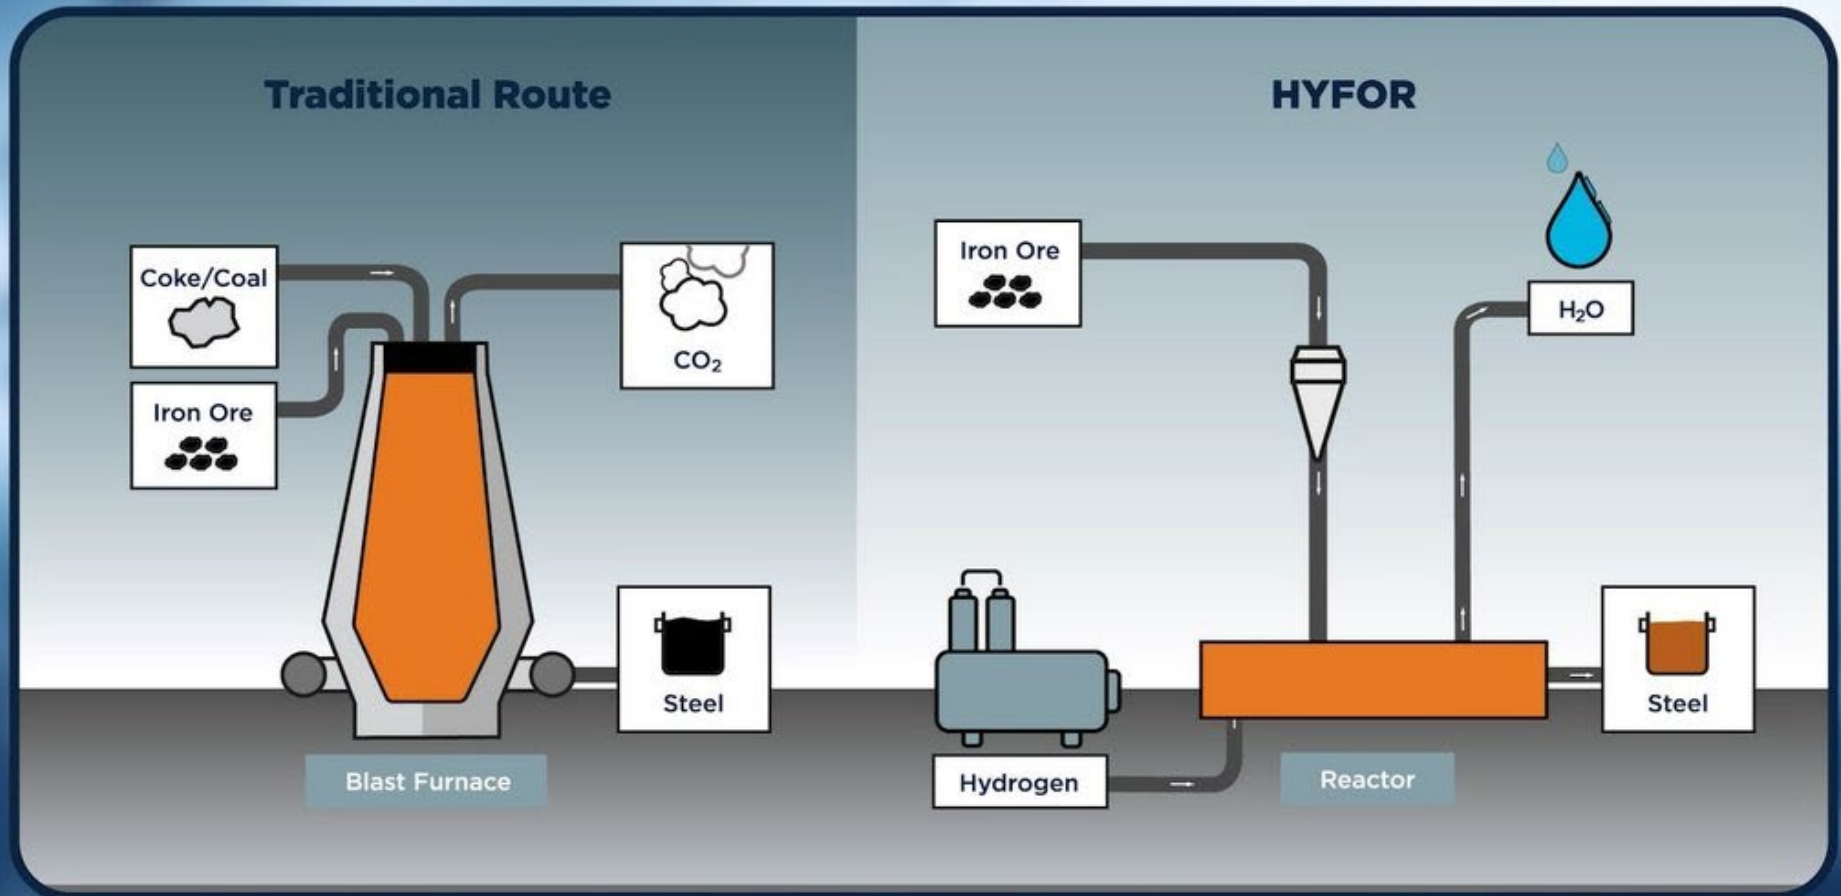 Traditional Route
Coke/Coal
Iron Ore
CO₂
Steel
Blast Furnace
HYFOR
Iron Ore
H₂O
Hydrogen
Reactor
Steel